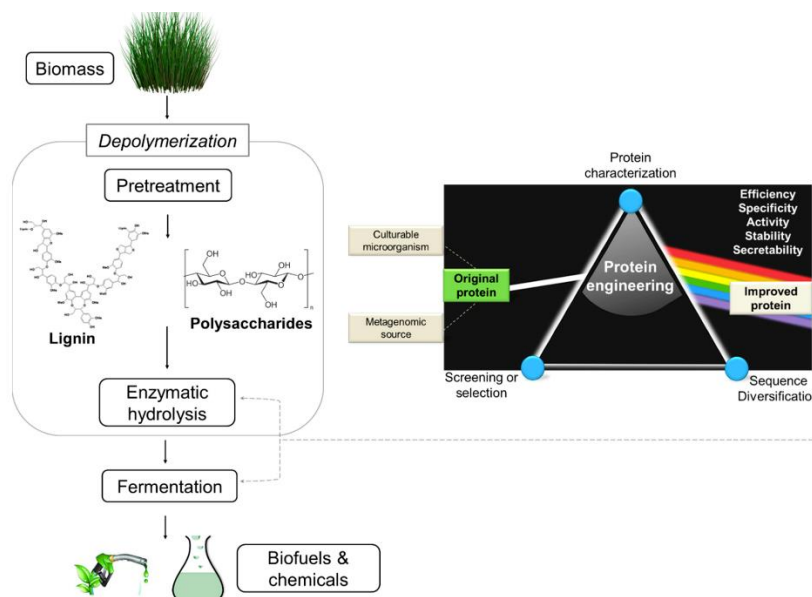 Biomass
Depolymerization
Pretreatment
Lignin
Polysaccharides
Enzymatic
hydrolysis
Fermentation
Biofuels &
chemicals
Protein
characterization
Efficiency
Specificity
Activity
Stability
Secretability
Culturable
microorganism
Original
protein
Metagenomic
source
Protein
engineering
Improved
protein
Screening or
selection
Sequence
Diversificatio